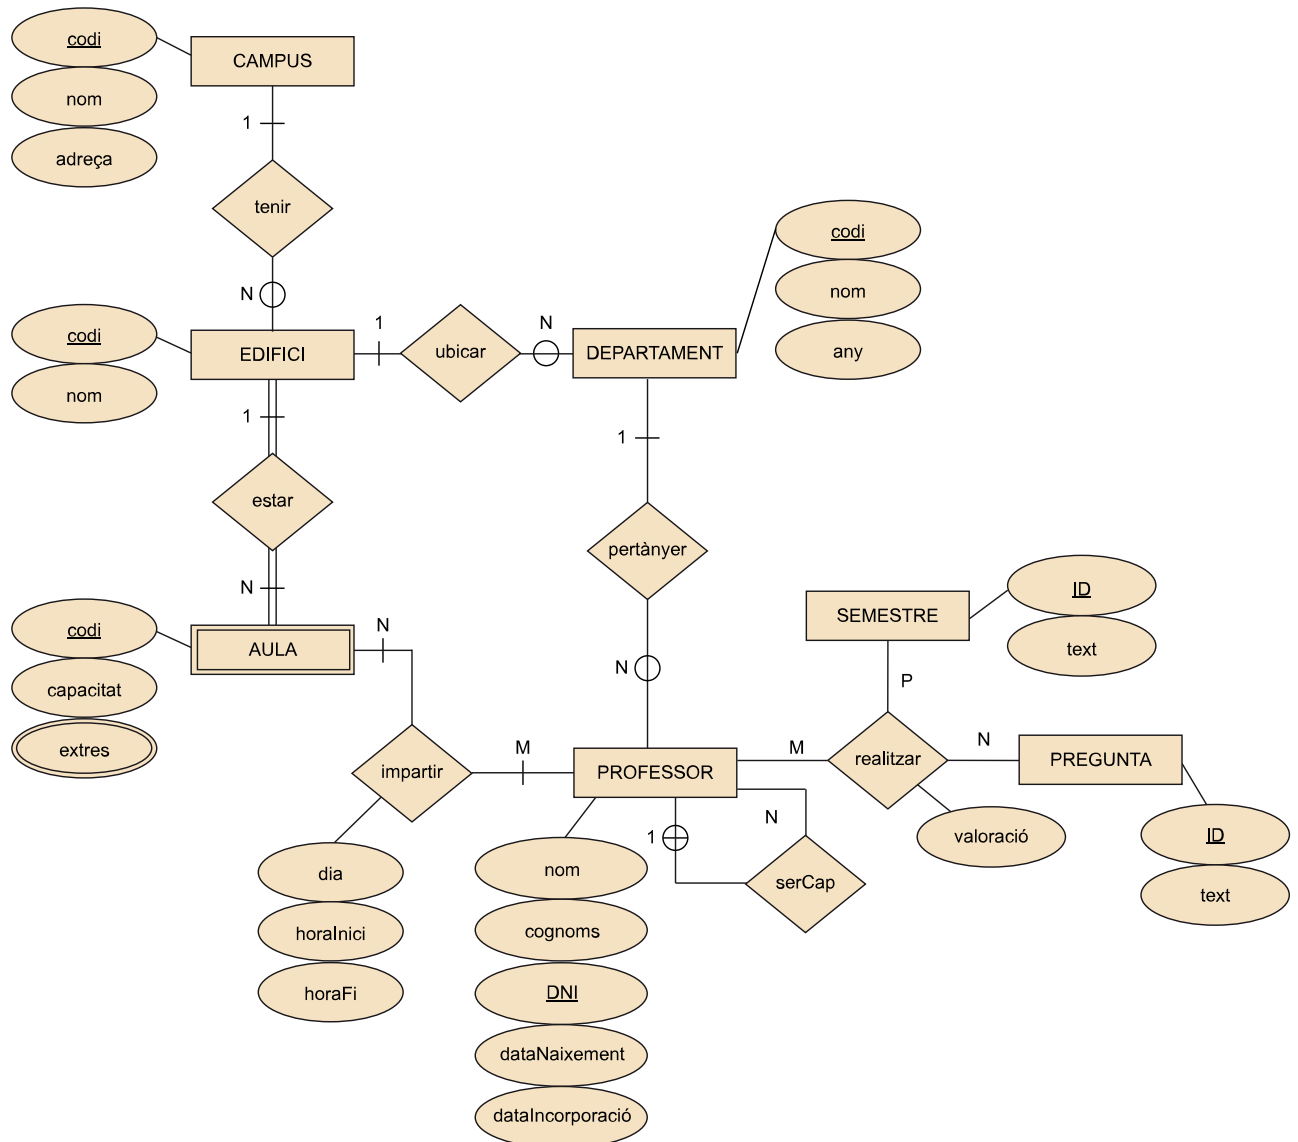 codi
nom
adreça
CAMPUS
1
tenir
N
codi
nom
EDIFICI
1
ubicar
N
DEPARTAMENT
codi
nom
any
1
estar
N
codi
capacitat
extres
AULA
N
impartir
M
dia
horaInici
horaFi
1
pertànyer
N
PROFESSOR
nom
cognoms
DNI
dataNaixement
dataIncorporació
1
N
serCap
M
realitzar
P
SEMESTRE
ID
text
N
PREGUNTA
ID
text
valoració